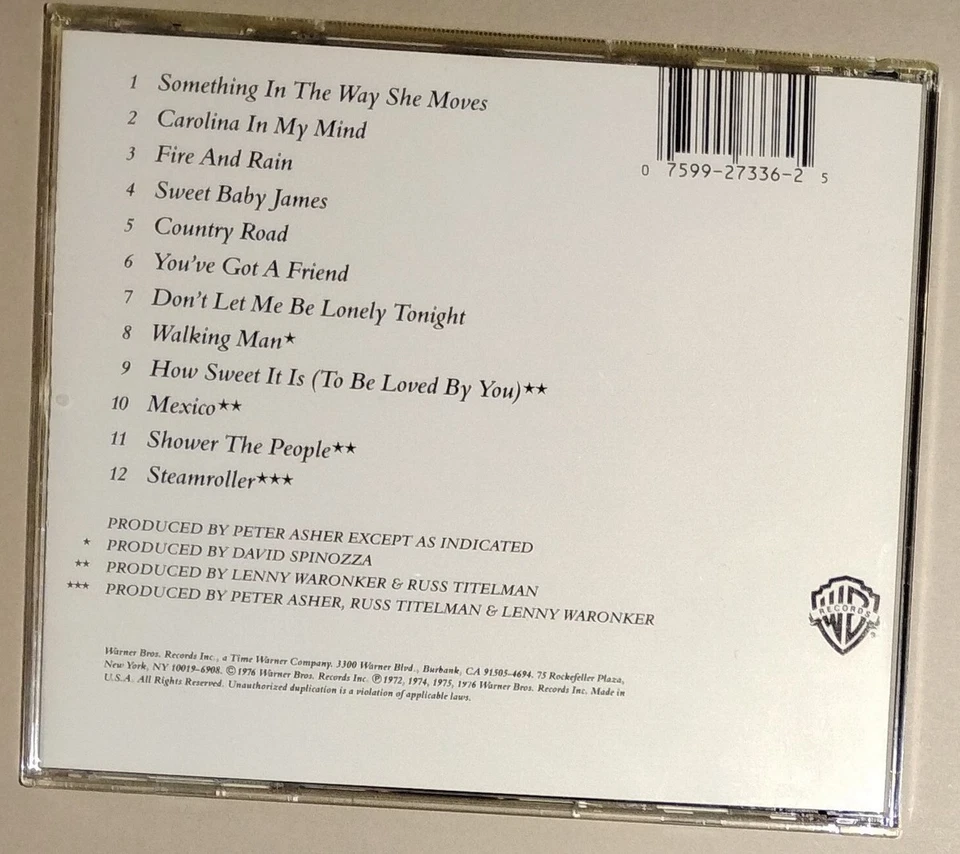 1 Something In The Way She Moves
2 Carolina In My Mind
3 Fire And Rain
4 Sweet Baby James
5 Country Road
6 You've Got A Friend
7 Don't Let Me Be Lonely Tonight
8 Walking Man★
9 How Sweet It Is (To Be Loved By You)★★
10 Mexico★★
11 Shower The People★★
12 Steamroller★★★
0 7599-27336-2 5
PRODUCED BY PETER ASHER EXCEPT AS INDICATED
★ PRODUCED BY DAVID SPINOZZA
★★ PRODUCED BY LENNY WARONKER & RUSS TITELMAN
★★★ PRODUCED BY PETER ASHER, RUSS TITELMAN & LENNY WARONKER
WB RECORDS ®
Warner Bros. Records Inc., a Time Warner Company. 3300 Warner Blvd., Burbank, CA 91505-4694. 75 Rockefeller Plaza,
New York, NY 10019-6908. ©1976 Warner Bros. Records Inc. ℗1972, 1974, 1975, 1976 Warner Bros. Records Inc. Made in
U.S.A. All Rights Reserved. Unauthorized duplication is a violation of applicable laws.